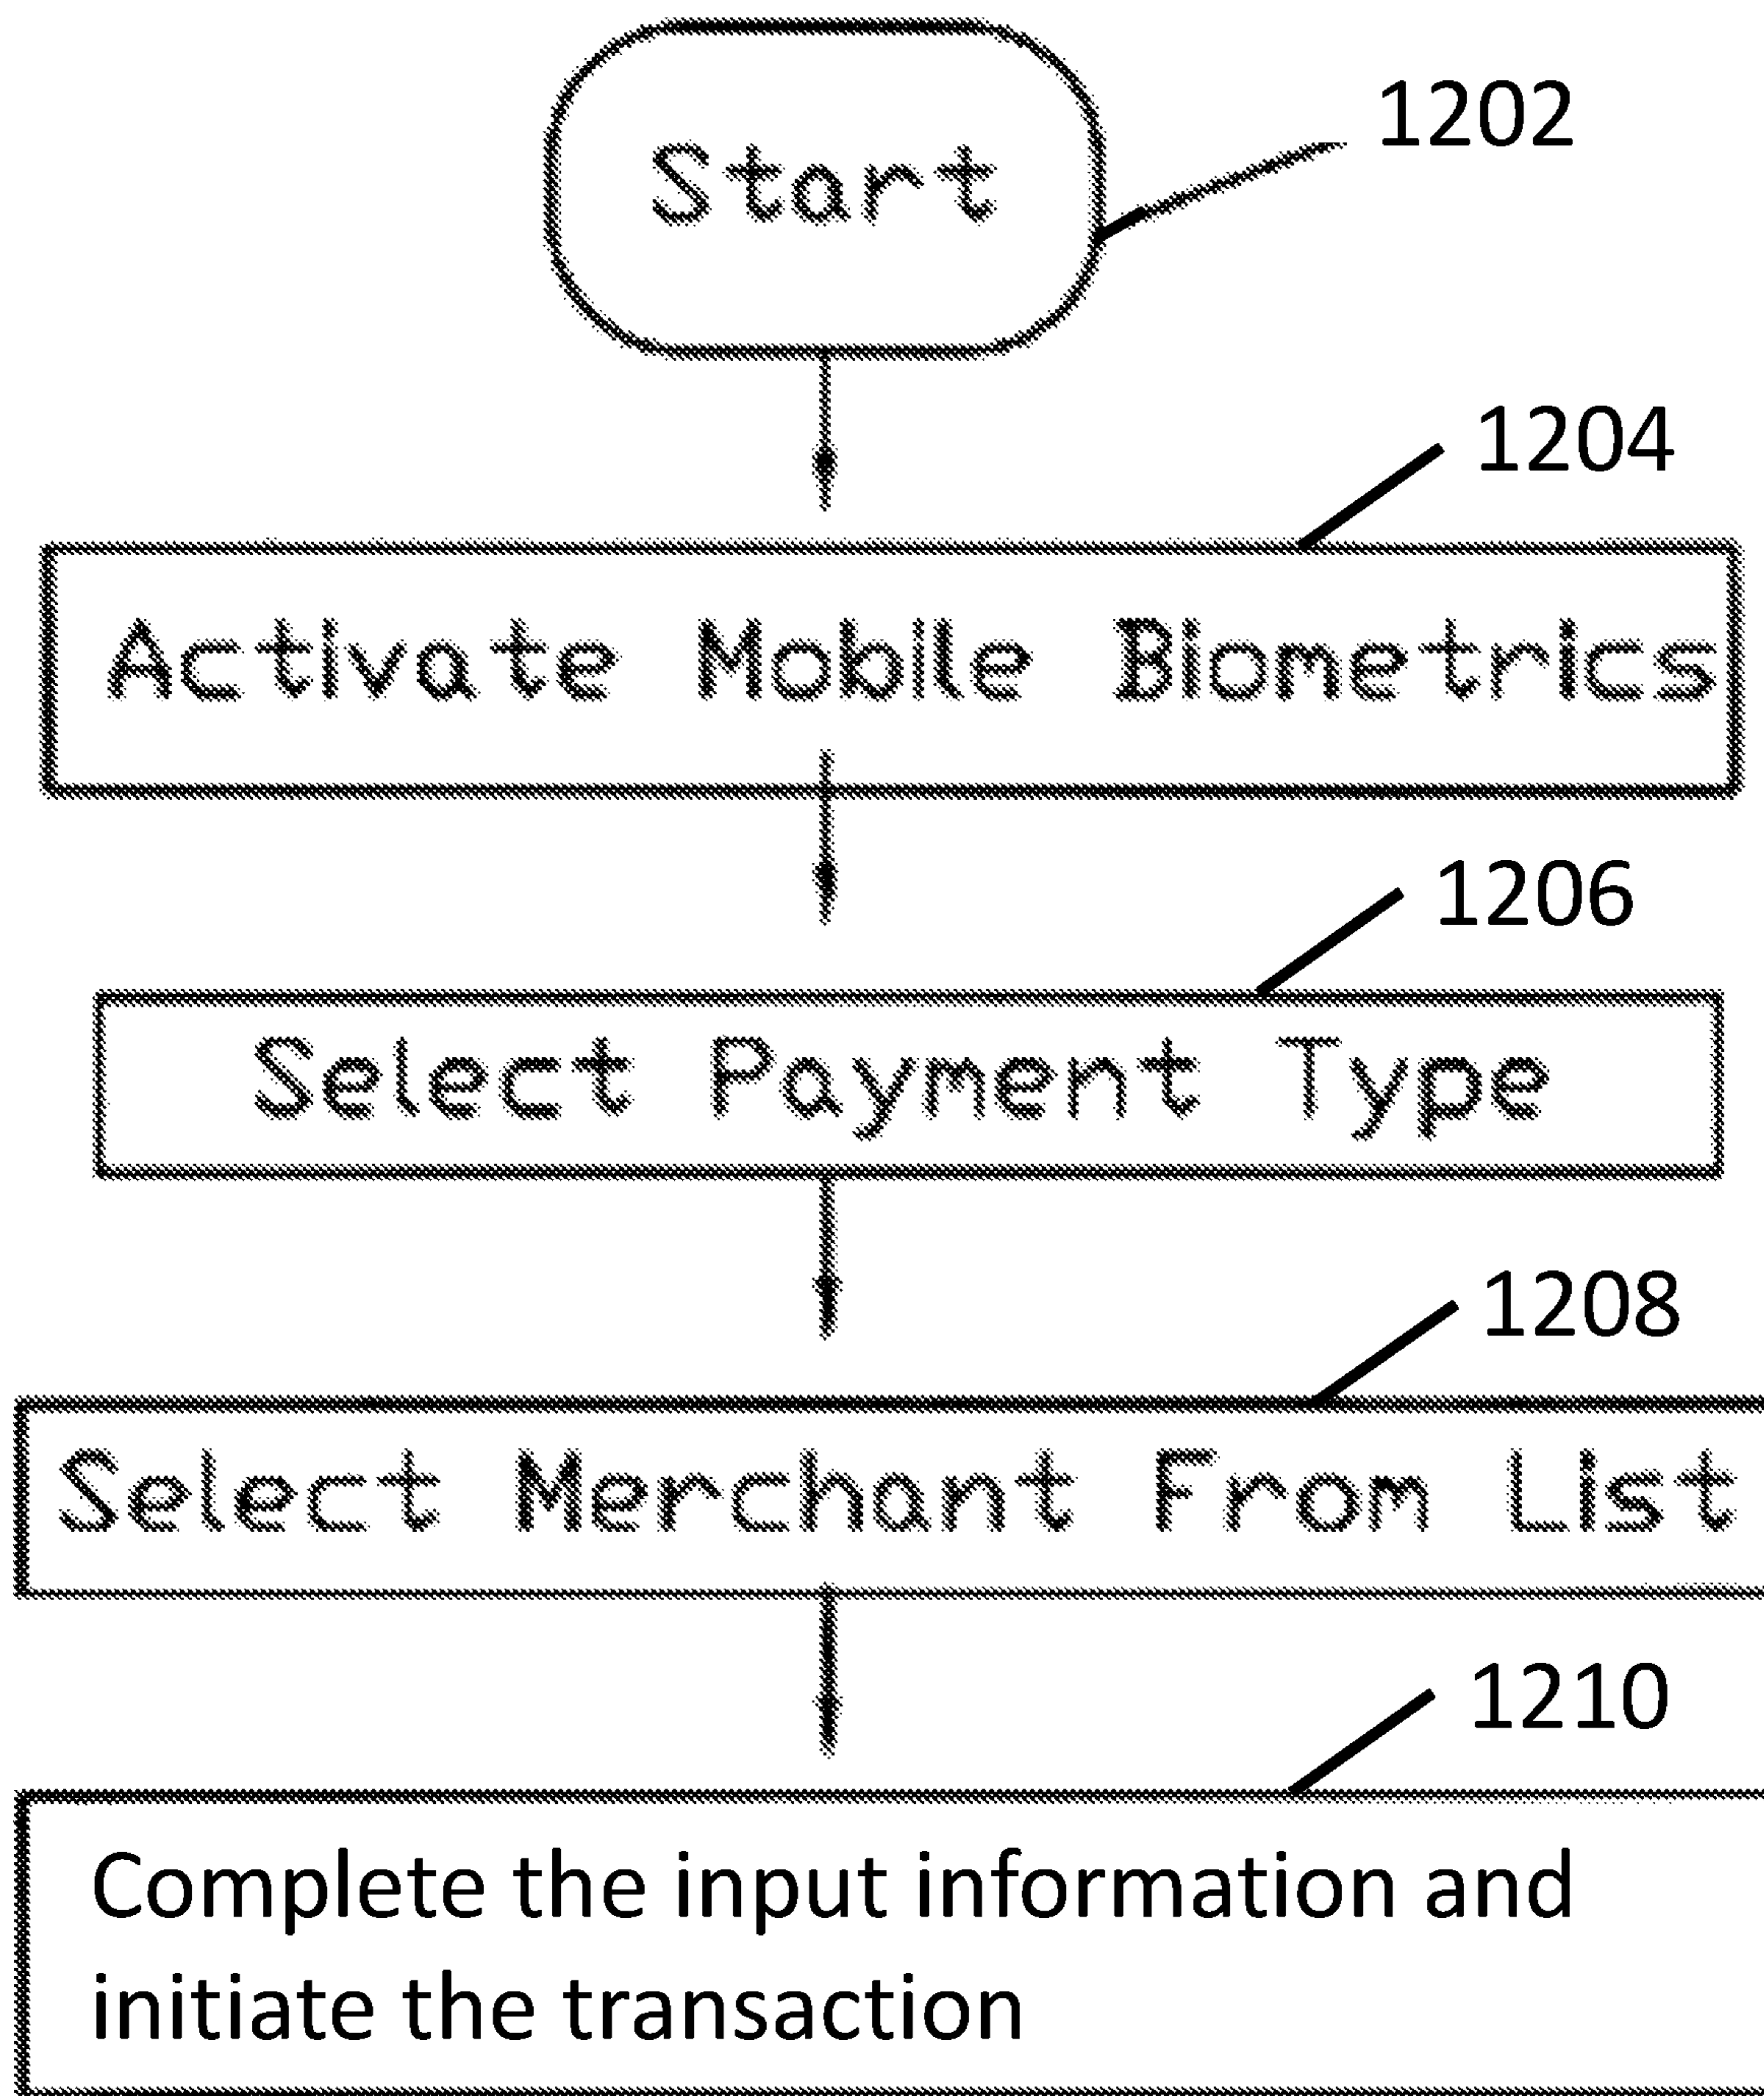 Start
1202
1204
Activate Mobile Biometrics
1206
Select Payment Type
1208
Select Merchant From List
1210
Complete the input information and
initiate the transaction